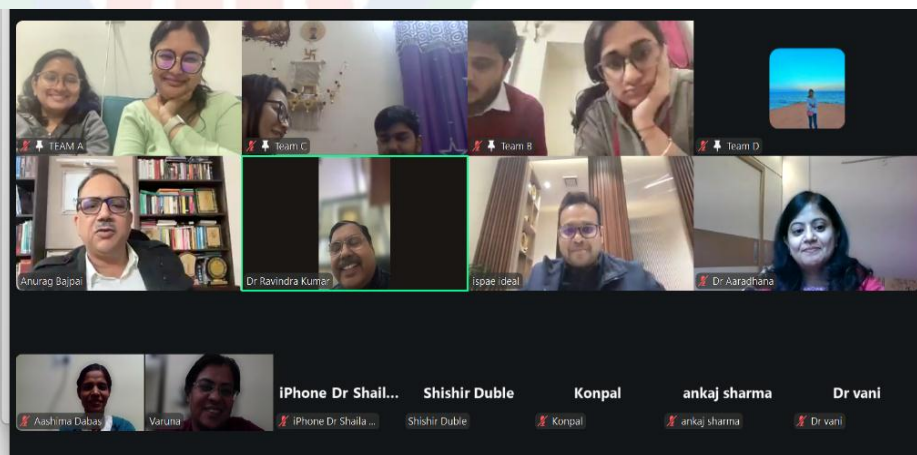 TEAM A
Team C
Team B
Team D
Anurag Bajpai
Dr Ravindra Kumar
ispae ideal
Dr Aaradhana
Aashima Dabas
Varuna
iPhone Dr Shail...
iPhone Dr Shaila ...
Shishir Duble
Shishir Duble
Konpal
Konpal
ankaj sharma
ankaj sharma
Dr vani
Dr vani